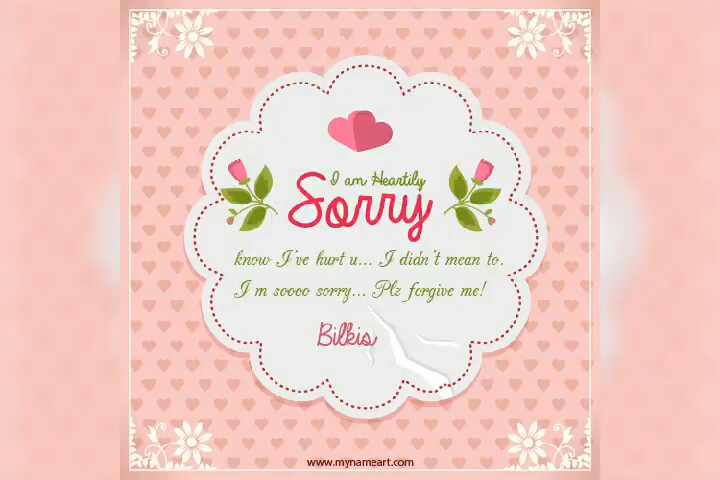 I am Heartily
Sorry
know I've hurt u... I didn't mean to.
I m soooo sorry... Plz forgive me!
Bilkis
www.mynameart.com